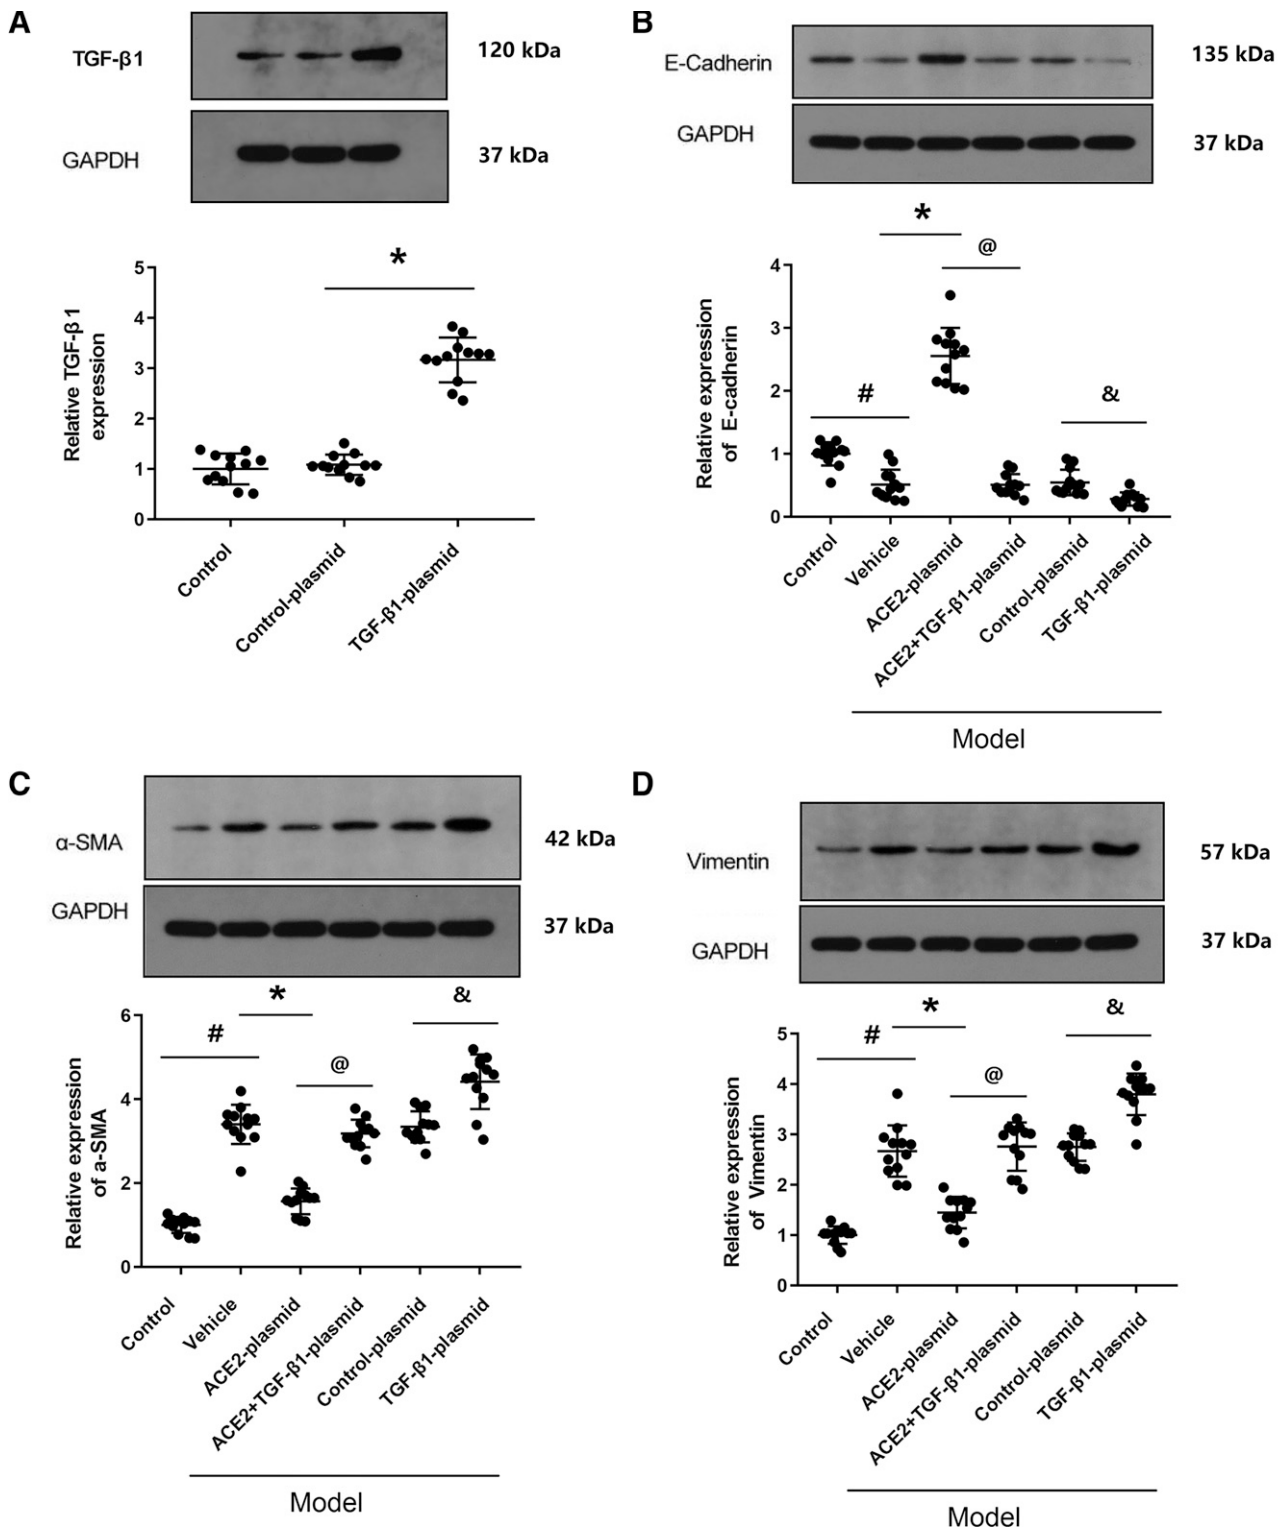 A
TGF-β1
120 kDa
GAPDH
37 kDa
*
Relative TGF-β1
expression
5
4
3
2
1
0
Control
Control-plasmid
TGF-β1-plasmid
B
E-Cadherin
135 kDa
GAPDH
37 kDa
*
@
#
&
Relative expression
of E-cadherin
4
3
2
1
0
Control
Vehicle
ACE2-plasmid
ACE2+TGF-β1-plasmid
Control-plasmid
TGF-β1-plasmid
Model
C
α-SMA
42 kDa
GAPDH
37 kDa
*
&
#
@
Relative expression
of a-SMA
6
4
2
0
Control
Vehicle
ACE2-plasmid
ACE2+TGF-β1-plasmid
Control-plasmid
TGF-β1-plasmid
Model
D
Vimentin
57 kDa
GAPDH
37 kDa
*
&
#
@
Relative expression
of Vimentin
5
4
3
2
1
0
Control
Vehicle
ACE2-plasmid
ACE2+TGF-β1-plasmid
Control-plasmid
TGF-β1-plasmid
Model